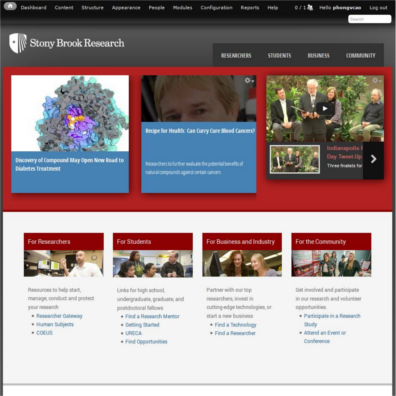 Dashboard Content Structure Appearance People Modules Configuration Reports Help 0 / 1 Hello phongvcao Log out
Search
Stony Brook Research
RESEARCHERS STUDENTS BUSINESS COMMUNITY
Discovery of Compound May Open New Road to
Diabetes Treatment
Recipe for Health: Can Curry Cure Blood Cancers?
Researchers to further evaluate the potential benefits of
natural compounds against certain cancers
Indianapolis
Day Tweet Up
Three finalists for
For Researchers
Resources to help start,
manage, conduct and protect
your research
Researcher Gateway
Human Subjects
COEUS
For Students
Links for high school,
undergraduate, graduate, and
postdoctoral fellows
Find a Research Mentor
Getting Started
URECA
Find Opportunities
For Business and Industry
Partner with our top
researchers, invest in
cutting-edge technologies, or
start a new business
Find a Technology
Find a Researcher
For the Community
Get involved and participate
in our research and volunteer
opportunities.
Participate in a Research
Study
Attend an Event or
Conference